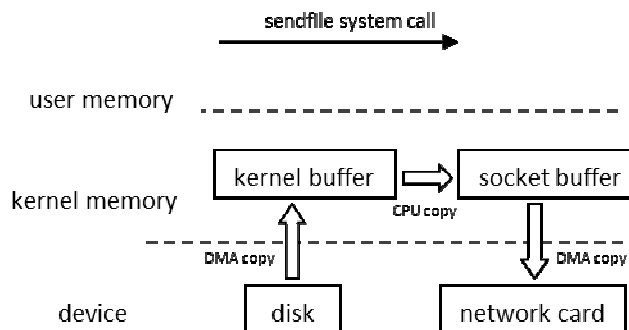 sendfile system call
user memory
kernel buffer
socket buffer
kernel memory
CPU copy
DMA copy
DMA copy
device
disk
network card